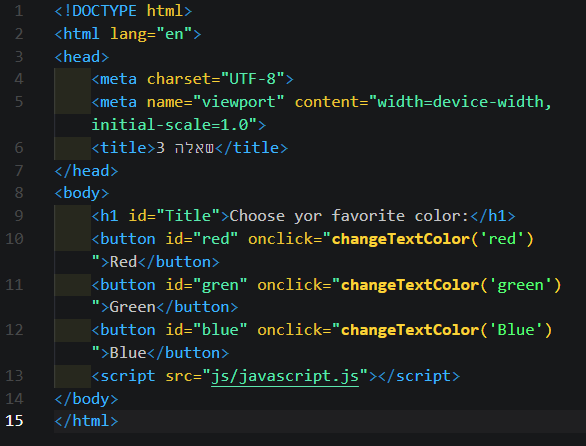 1 <!DOCTYPE html>
2 <html lang="en">
3 <head>
4 <meta charset="UTF-8">
5 <meta name="viewport" content="width=device-width,
initial-scale=1.0">
6 <title>שאלה 3</title>
7 </head>
8 <body>
9 <h1 id="Title">Choose yor favorite color:</h1>
10 <button id="red" onclick="changeTextColor('red')
">Red</button>
11 <button id="gren" onclick="changeTextColor('green')
">Green</button>
12 <button id="blue" onclick="changeTextColor('Blue')
">Blue</button>
13 <script src="js/javascript.js"></script>
14 </body>
15 </html>